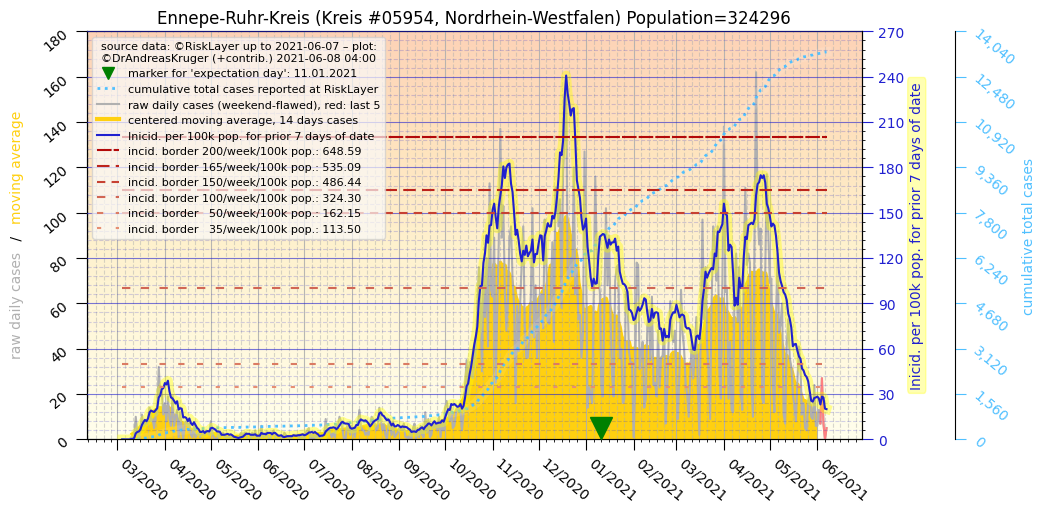 Ennepe-Ruhr-Kreis (Kreis #05954, Nordrhein-Westfalen) Population=324296
source data: ©RiskLayer up to 2021-06-07 – plot:
©DrAndreasKruger (+contrib.) 2021-06-08 04:00
marker for 'expectation day': 11.01.2021
cumulative total cases reported at RiskLayer
raw daily cases (weekend-flawed), red: last 5
centered moving average, 14 days cases
Inicid. per 100k pop. for prior 7 days of date
incid. border 200/week/100k pop.: 648.59
incid. border 165/week/100k pop.: 535.09
incid. border 150/week/100k pop.: 486.44
incid. border 100/week/100k pop.: 324.30
incid. border   50/week/100k pop.: 162.15
incid. border   35/week/100k pop.: 113.50
raw daily cases / moving average
180
160
140
120
100
80
60
40
20
0
270
240
210
180
150
120
90
60
30
0
Inicid. per 100k pop. for prior 7 days of date
14,040
12,480
10,920
9,360
7,800
6,240
4,680
3,120
1,560
0
cumulative total cases
03/2020
04/2020
05/2020
06/2020
07/2020
08/2020
09/2020
10/2020
11/2020
12/2020
01/2021
02/2021
03/2021
04/2021
05/2021
06/2021